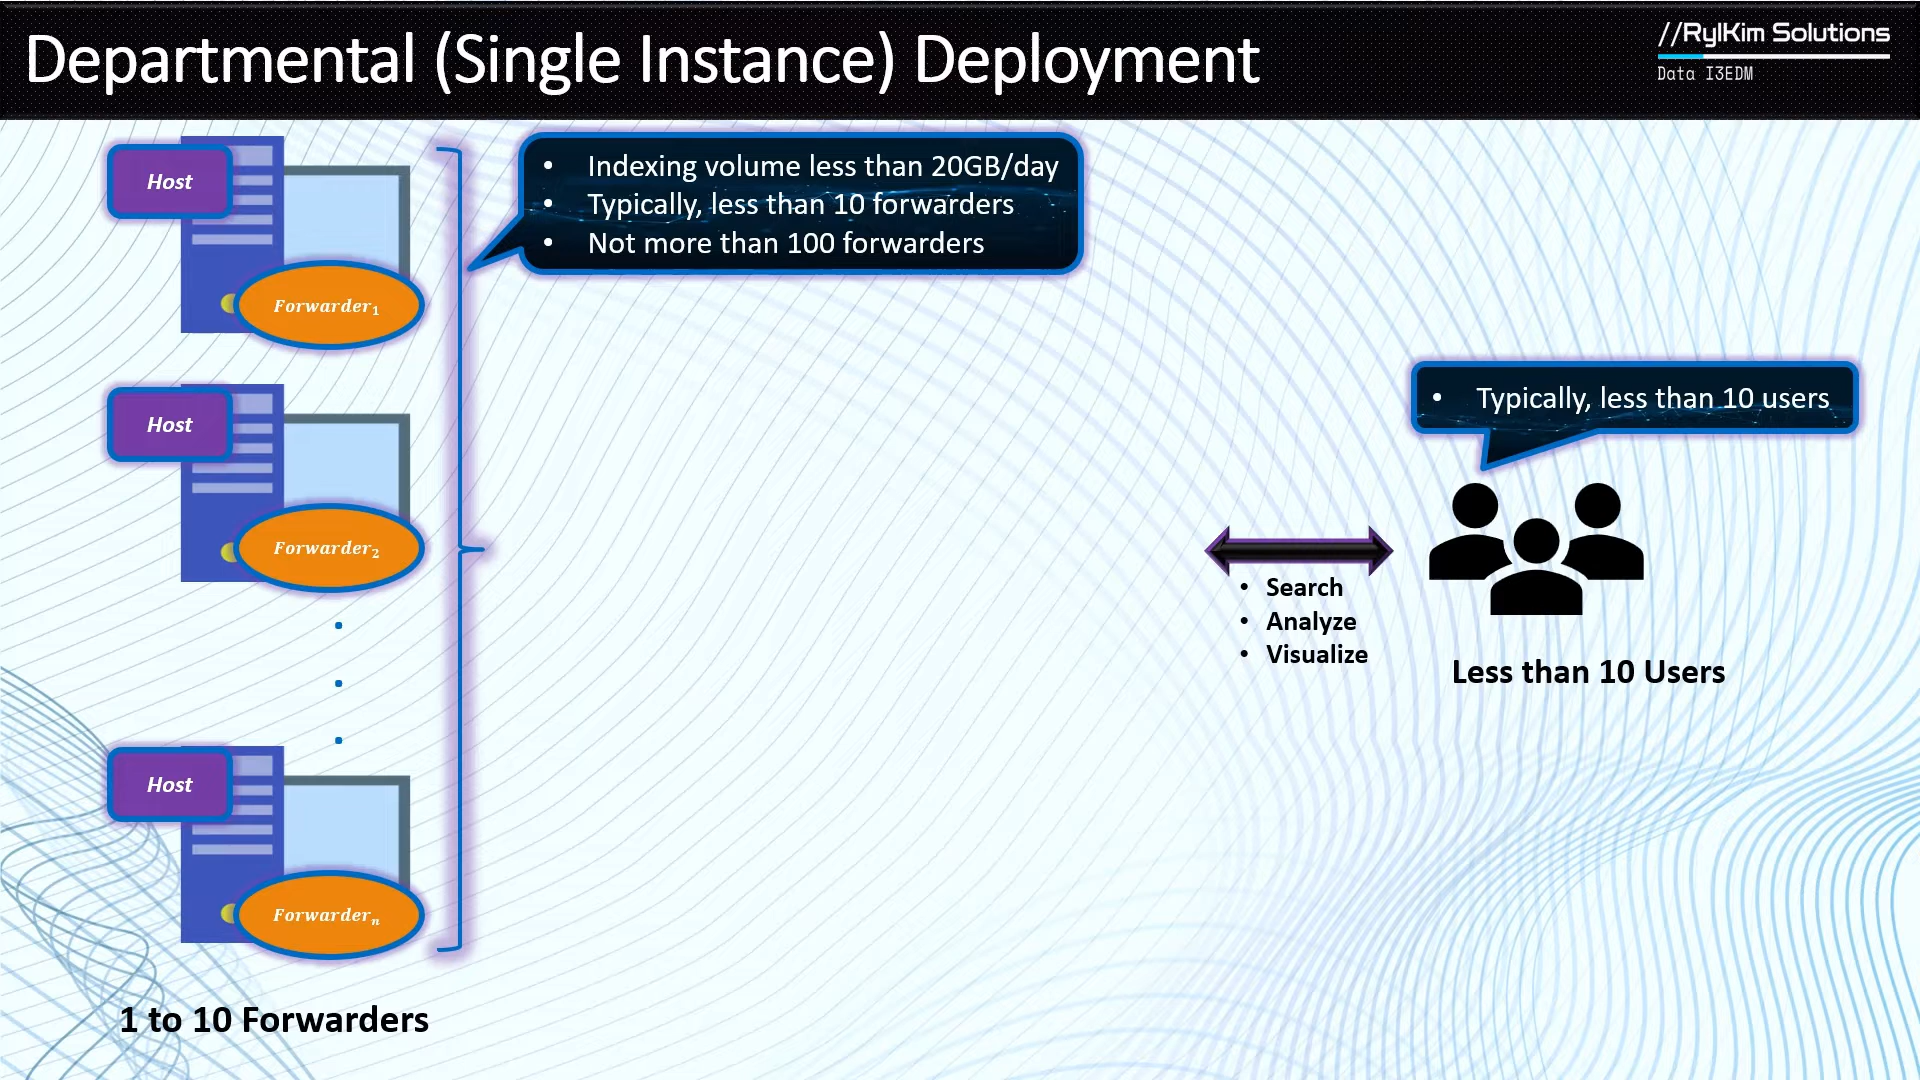 Departmental (Single Instance) Deployment
//RylKim Solutions
Data I3EDM
Host
Forwarder₁
• Indexing volume less than 20GB/day
• Typically, less than 10 forwarders
• Not more than 100 forwarders
Host
Forwarder₂
Host
Forwarderₙ
1 to 10 Forwarders
• Typically, less than 10 users
• Search
• Analyze
• Visualize
Less than 10 Users